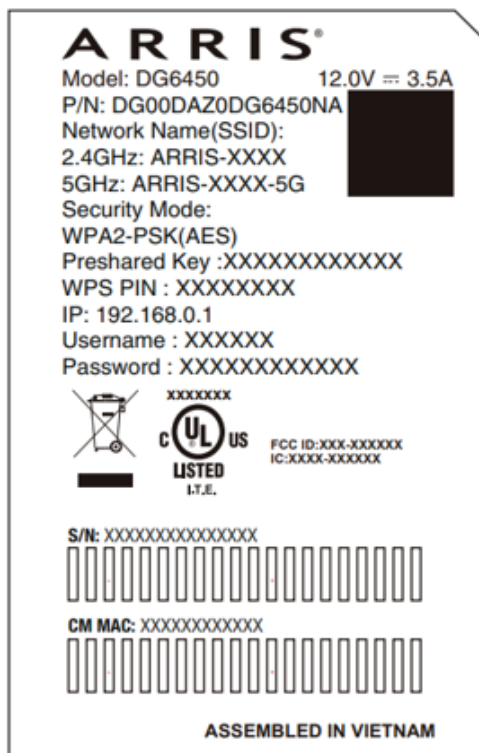 ARRIS®
Model: DG6450 12.0V ⎓ 3.5A
P/N: DG00DAZ0DG6450NA
Network Name(SSID):
2.4GHz: ARRIS-XXXX
5GHz: ARRIS-XXXX-5G
Security Mode:
WPA2-PSK(AES)
Preshared Key :XXXXXXXXXXXX
WPS PIN : XXXXXXXX
IP: 192.168.0.1
Username : XXXXXX
Password : XXXXXXXXXXXX
XXXXXXX
C UL® US
LISTED
I.T.E.
FCC ID:XXX-XXXXXX
IC:XXXX-XXXXXX
S/N: XXXXXXXXXXXXXXX
CM MAC: XXXXXXXXXXXX
ASSEMBLED IN VIETNAM